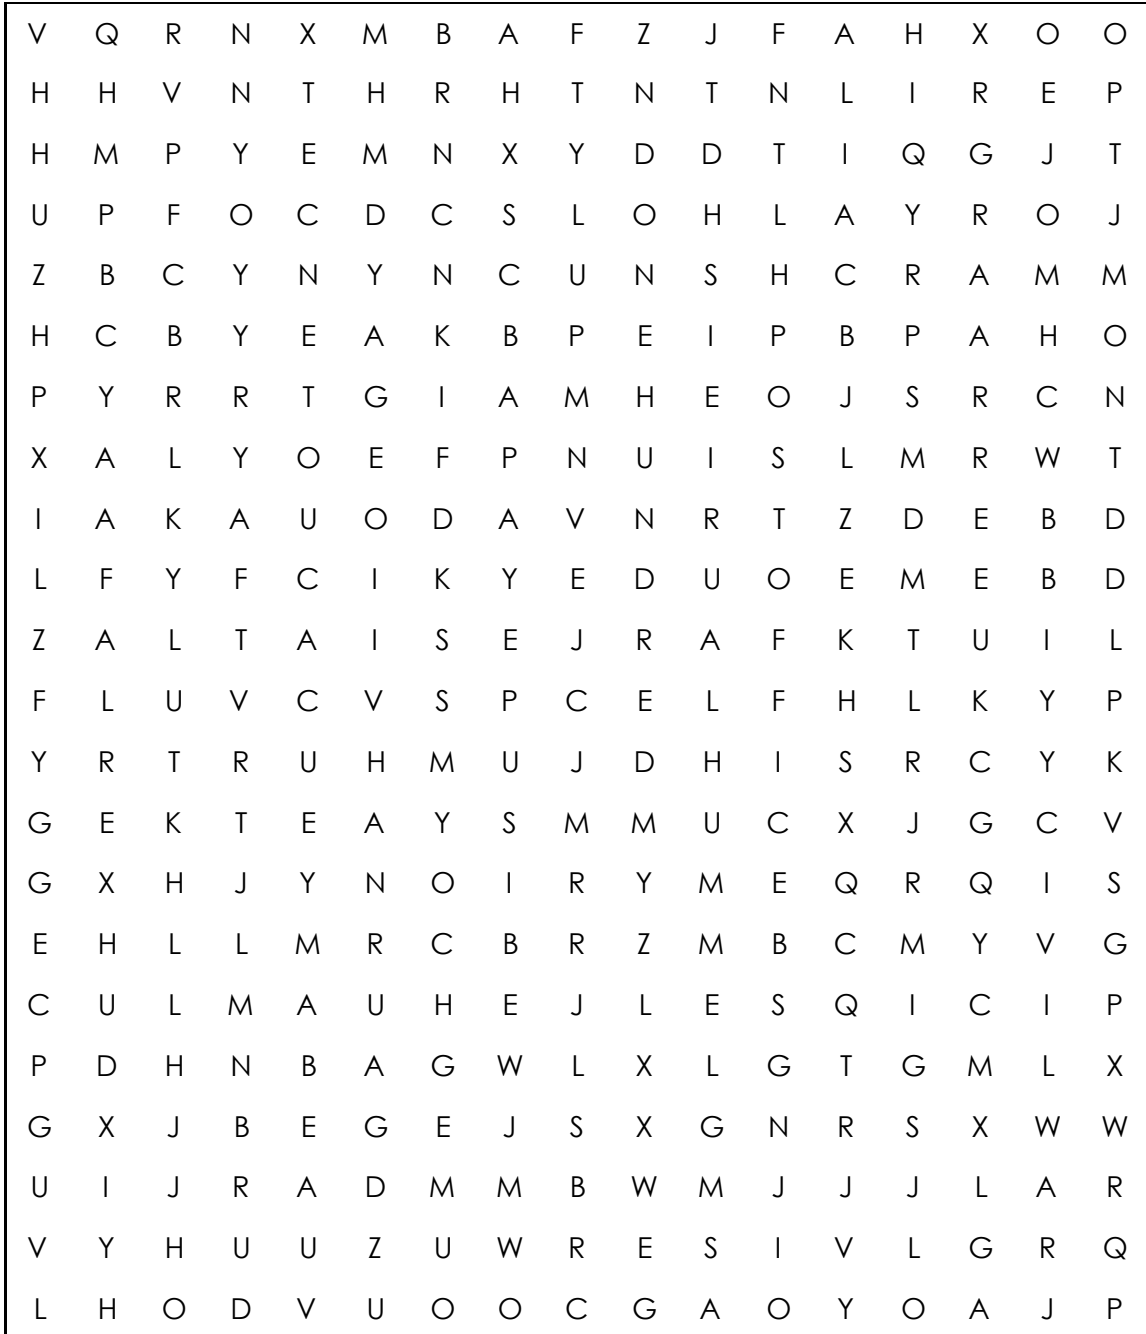 V Q R N X M B A F Z J F A H X O O
H H V N T H R H T N T N L I R E P
H M P Y E M N X Y D D T I Q G J T
U P F O C D C S L O H L A Y R O J
Z B C Y N Y N C U N S H C R A M M
H C B Y E A K B P E I P B P A H O
P Y R R T G I A M H E O J S R C N
X A L Y O E F P N U I S L M R W T
I A K A U O D A V N R T Z D E B D
L F Y F C I K Y E D U O E M E B D
Z A L T A I S E J R A F K T U I L
F L U V C V S P C E L F H L K Y P
Y R T R U H M U J D H I S R C Y K
G E K T E A Y S M M U C X J G C V
G X H J Y N O I R Y M E Q R Q I S
E H L L M R C B R Z M B C M Y V G
C U L M A U H E J L E S Q I C I P
P D H N B A G W L X L G T G M L X
G X J B E G E J S X G N R S X W W
U I J R A D M M B W M J J J L A R
V Y H U U Z U W R E S I V L G R Q
L H O D V U O O C G A O Y O A J P